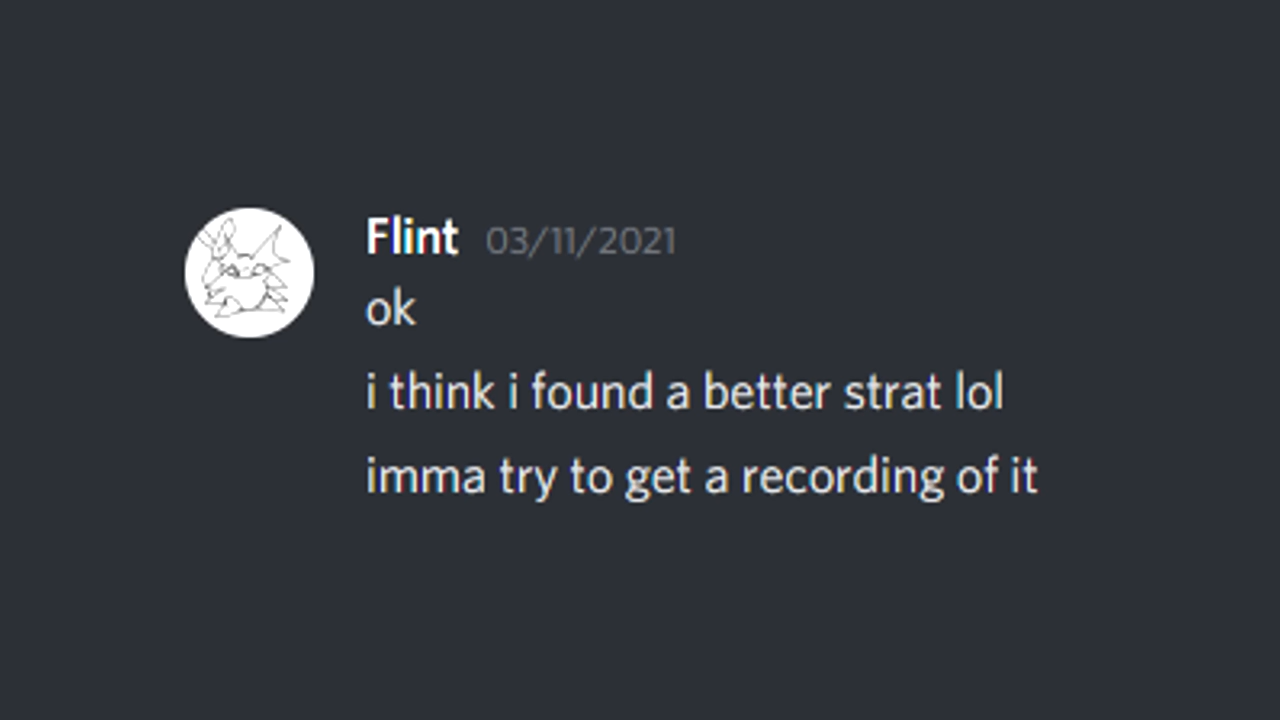 Flint 03/11/2021
ok
i think i found a better strat lol
imma try to get a recording of it